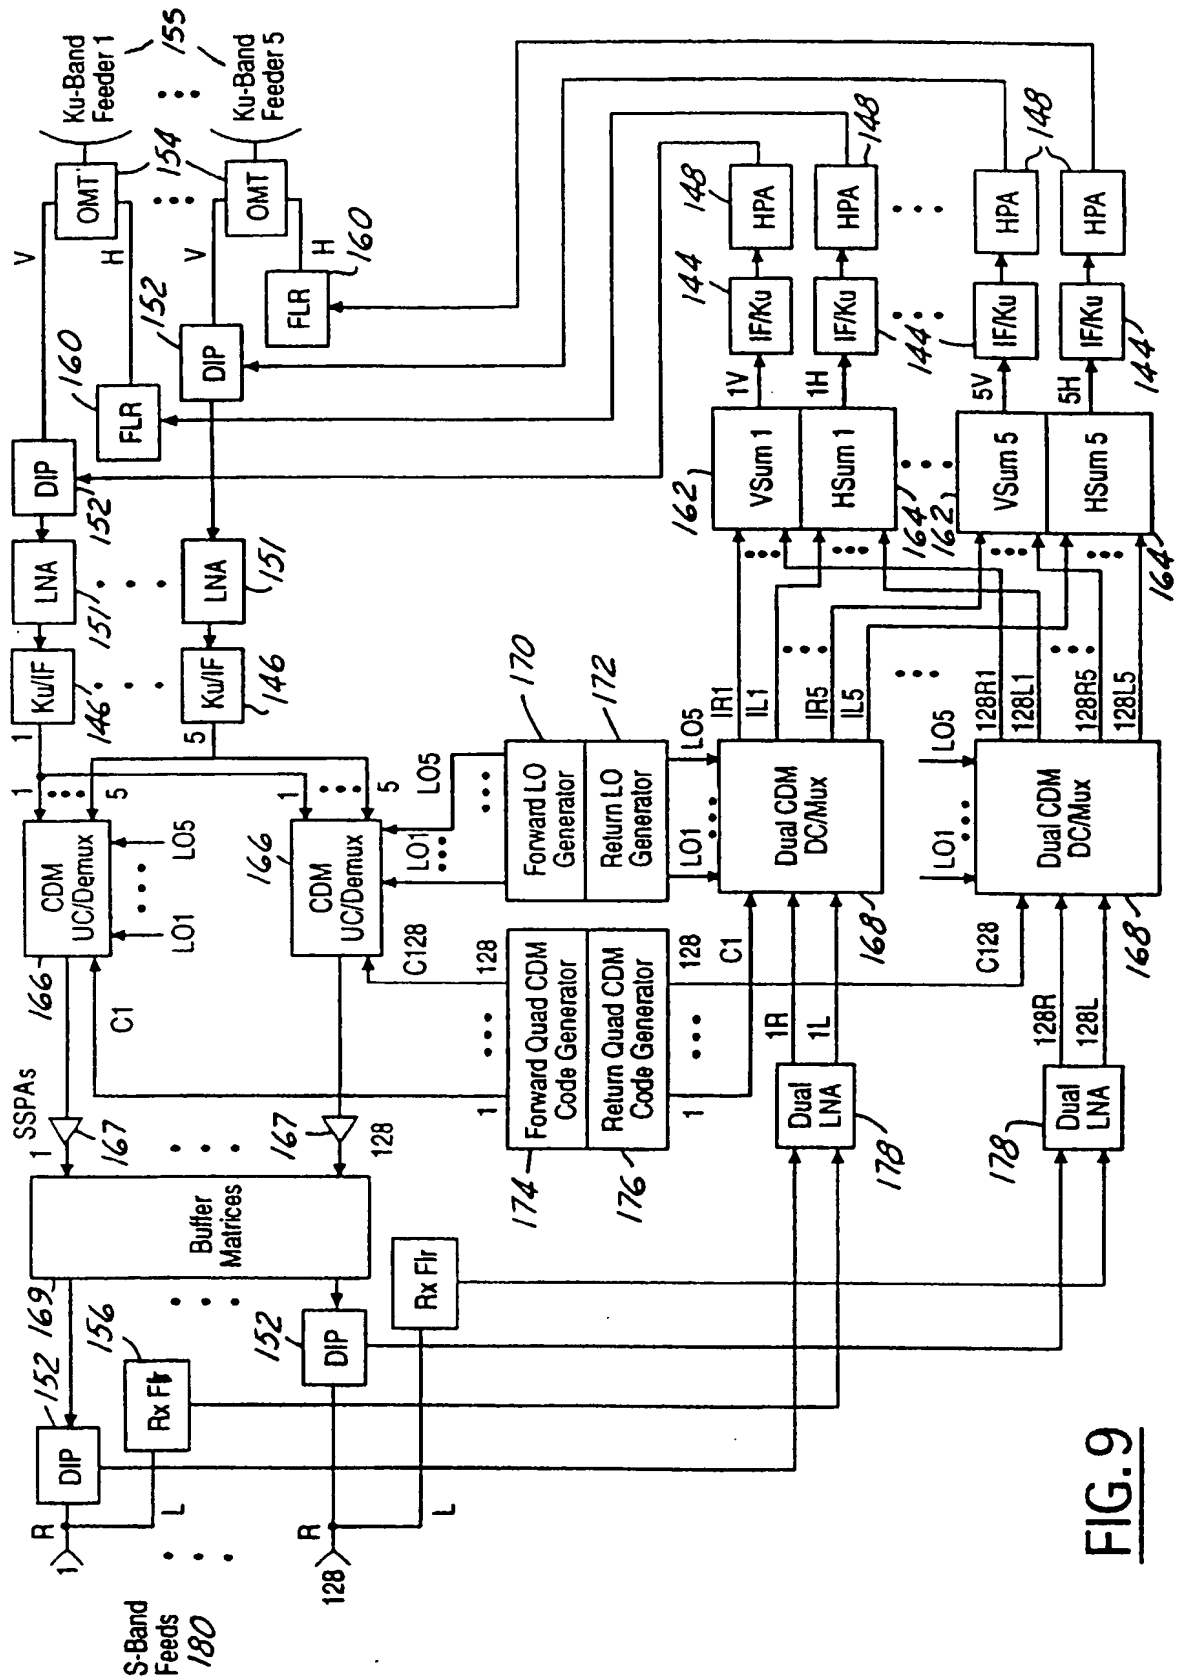 S-Band
Feeds
180
1
R
L
DIP
152
Rx Flr
156
128
R
L
DIP
152
Rx Flr
169
Buffer
Matrices
1
SSPAs
167
167
128
C1
166
CDM
UC/Demux
LO1
LO5
1
5
166
CDM
UC/Demux
C128
LO1
LO5
1
5
1
Ku/IF
146
5
Ku/IF
146
LNA
151
LNA
151
DIP
152
FLR
160
DIP
152
FLR
160
V
H
V
H
OMT
154
OMT
Ku-Band
Feeder 1
155
Ku-Band
Feeder 5
174
Forward Quad CDM
Code Generator
1
128
176
Return Quad CDM
Code Generator
1
128
Forward LO
Generator
170
Return LO
Generator
172
LO1
LO5
C1
1R
1L
Dual
LNA
178
Dual CDM
DC/Mux
168
IR1
IL1
IR5
IL5
LO1
LO5
C128
128R
128L
Dual
LNA
178
Dual CDM
DC/Mux
168
128R1
128L1
128R5
128L5
162
VSum 1
HSum 1
164
162
VSum 5
HSum 5
164
1V
1H
5V
5H
IF/Ku
144
IF/Ku
144
IF/Ku
IF/Ku
144
HPA
148
HPA
148
HPA
148
HPA
FIG.9